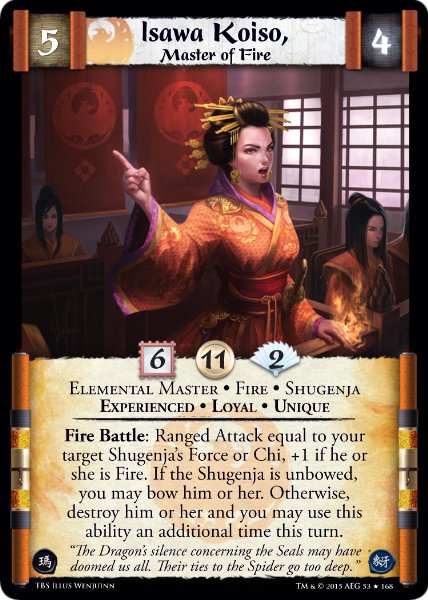 5
Isawa Koiso,
4
Master of Fire
6
11
2
Elemental Master • Fire • Shugenja
Experienced • Loyal • Unique
Fire Battle: Ranged Attack equal to your
target Shugenja's Force or Chi, +1 if he or
she is Fire. If the Shugenja is unbowed,
you may bow him or her. Otherwise,
destroy him or her and you may use this
ability an additional time this turn.
"The Dragon's silence concerning the Seals may have
doomed us all. Their ties to the Spider go too deep."
TBS ILLUS WENJUINN
TM & © 2015 AEG 53 ★ 168